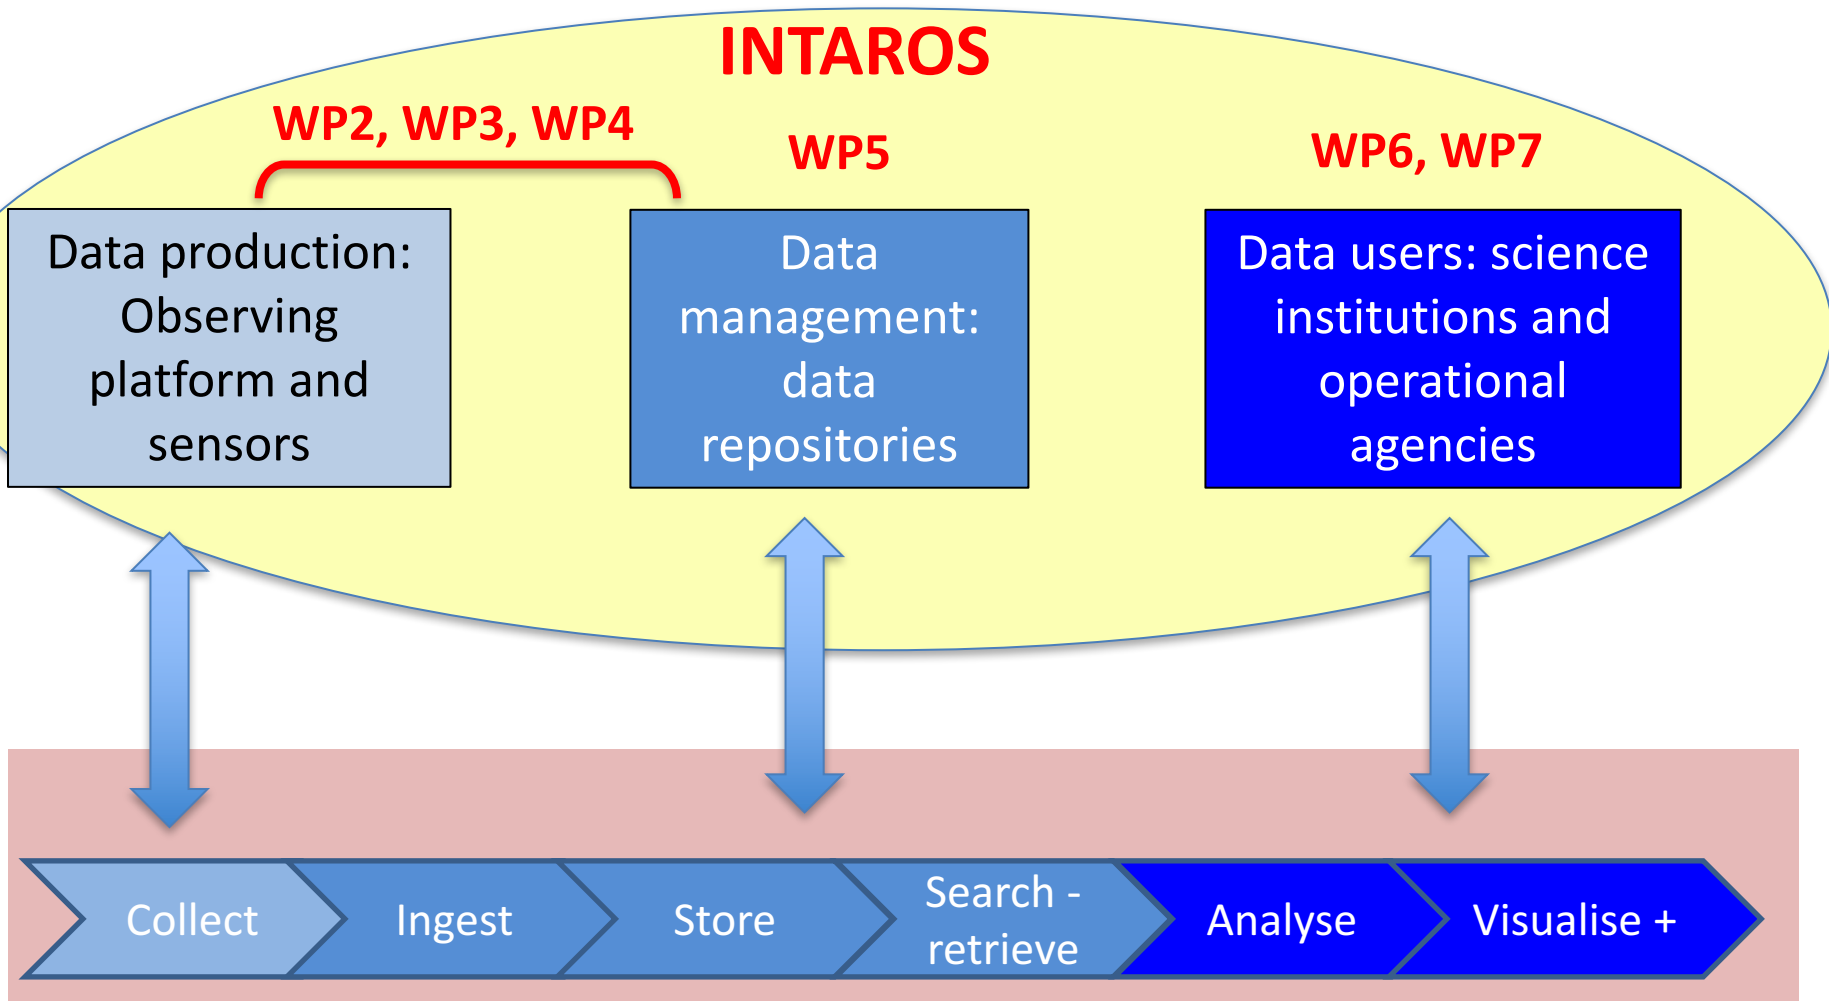 INTAROS
WP2, WP3, WP4
WP5
WP6, WP7
Data production:
Observing
platform and
sensors
Data
management:
data
repositories
Data users: science
institutions and
operational
agencies
Collect
Ingest
Store
Search -
retrieve
Analyse
Visualise +